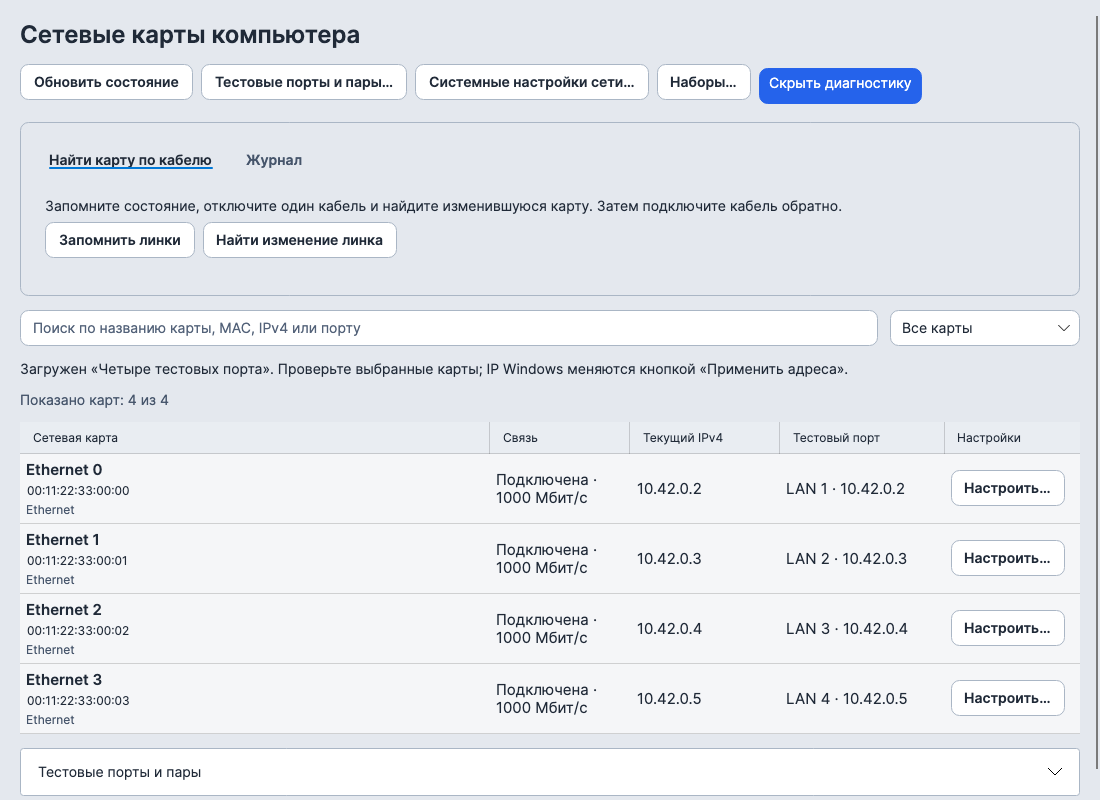 Сетевые карты компьютера
Обновить состояние
Тестовые порты и пары...
Системные настройки сети...
Наборы...
Скрыть диагностику
Найти карту по кабелю
Журнал
Запомните состояние, отключите один кабель и найдите изменившуюся карту. Затем подключите кабель обратно.
Запомнить линки
Найти изменение линка
Поиск по названию карты, MAC, IPv4 или порту
Все карты
Загружен «Четыре тестовых порта». Проверьте выбранные карты; IP Windows меняются кнопкой «Применить адреса».
Показано карт: 4 из 4
Сетевая карта
Связь
Текущий IPv4
Тестовый порт
Настройки
Ethernet 0
00:11:22:33:00:00
Ethernet
Подключена ·
1000 Мбит/с
10.42.0.2
LAN 1 · 10.42.0.2
Настроить...
Ethernet 1
00:11:22:33:00:01
Ethernet
Подключена ·
1000 Мбит/с
10.42.0.3
LAN 2 · 10.42.0.3
Настроить...
Ethernet 2
00:11:22:33:00:02
Ethernet
Подключена ·
1000 Мбит/с
10.42.0.4
LAN 3 · 10.42.0.4
Настроить...
Ethernet 3
00:11:22:33:00:03
Ethernet
Подключена ·
1000 Мбит/с
10.42.0.5
LAN 4 · 10.42.0.5
Настроить...
Тестовые порты и пары